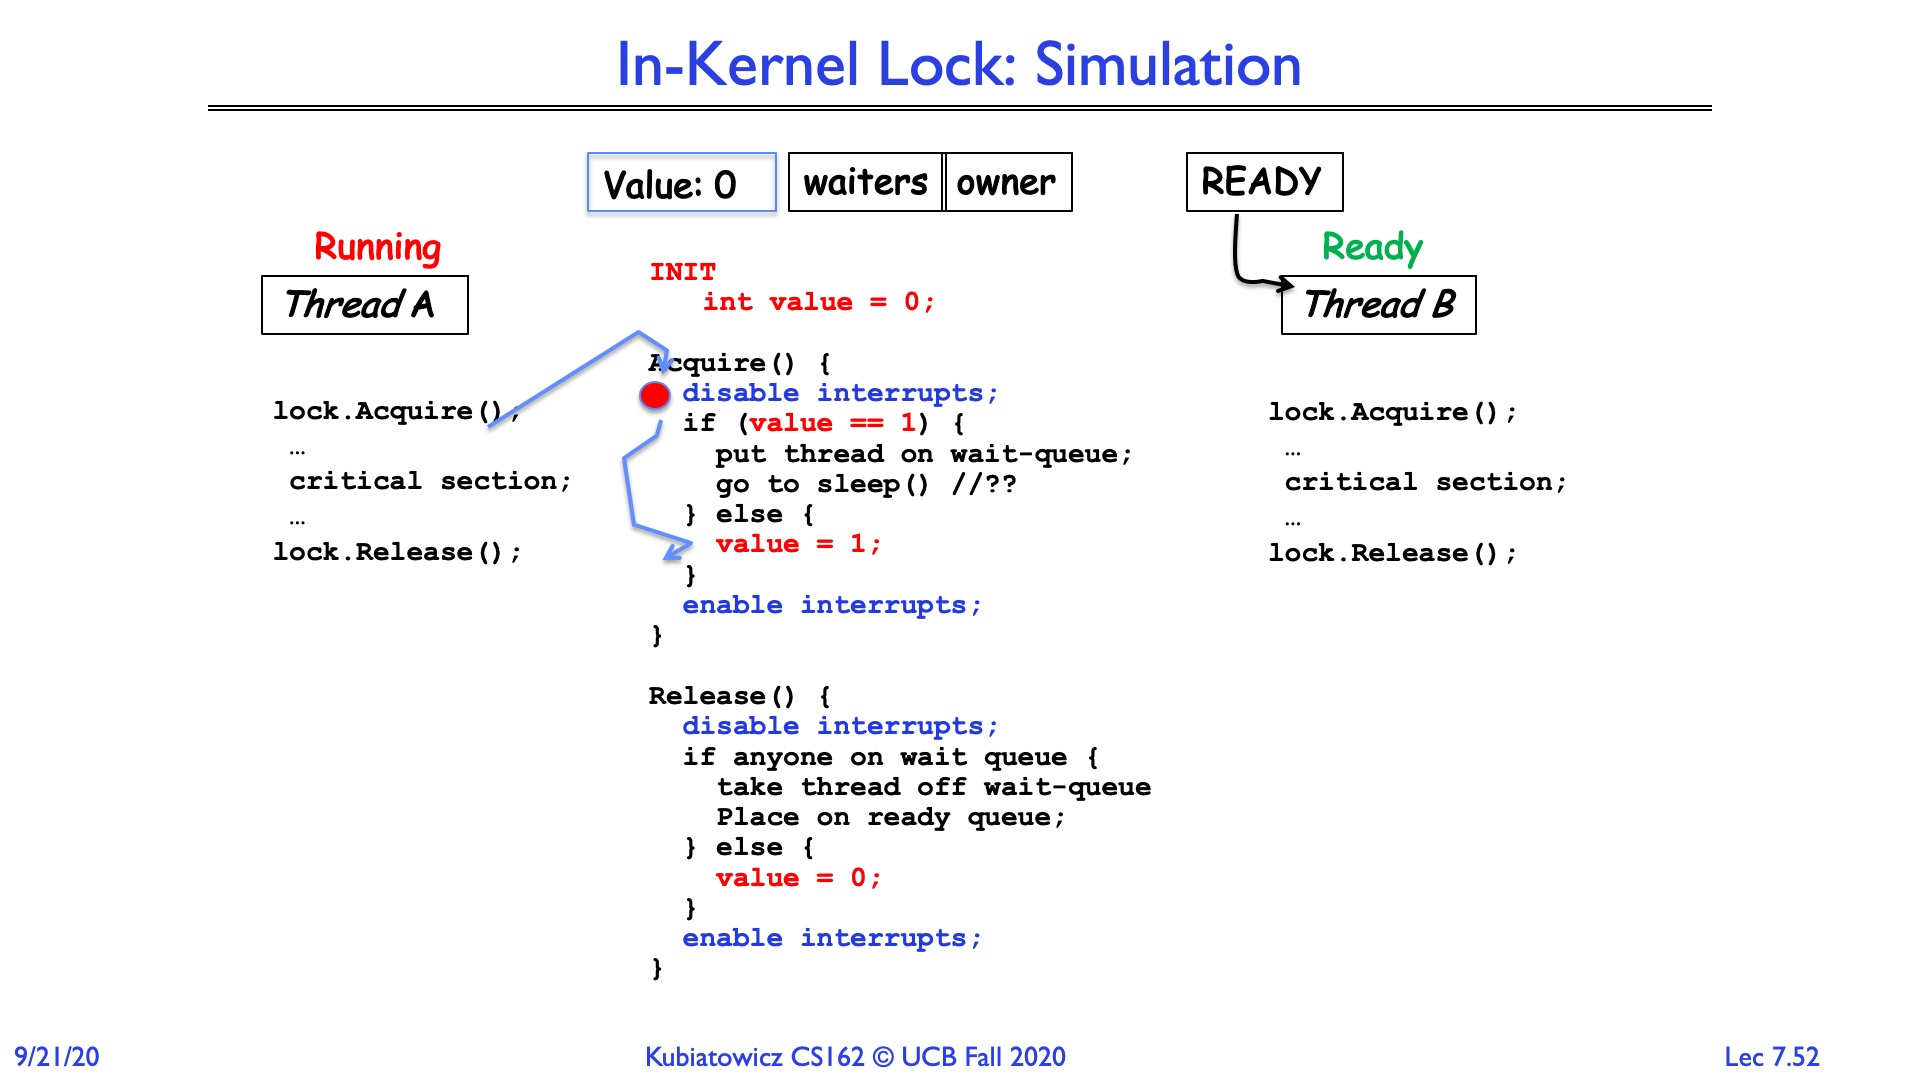 In-Kernel Lock: Simulation
Value: 0 waiters owner READY
Running
Ready
Thread A
Thread B
INIT
int value = 0;
Acquire() {
disable interrupts;
if (value == 1) {
put thread on wait-queue;
go to sleep() //??
} else {
value = 1;
}
enable interrupts;
}
Release() {
disable interrupts;
if anyone on wait queue {
take thread off wait-queue
Place on ready queue;
} else {
value = 0;
}
enable interrupts;
}
lock.Acquire();
…
critical section;
…
lock.Release();
lock.Acquire();
…
critical section;
…
lock.Release();
9/21/20 Kubiatowicz CS162 © UCB Fall 2020 Lec 7.52